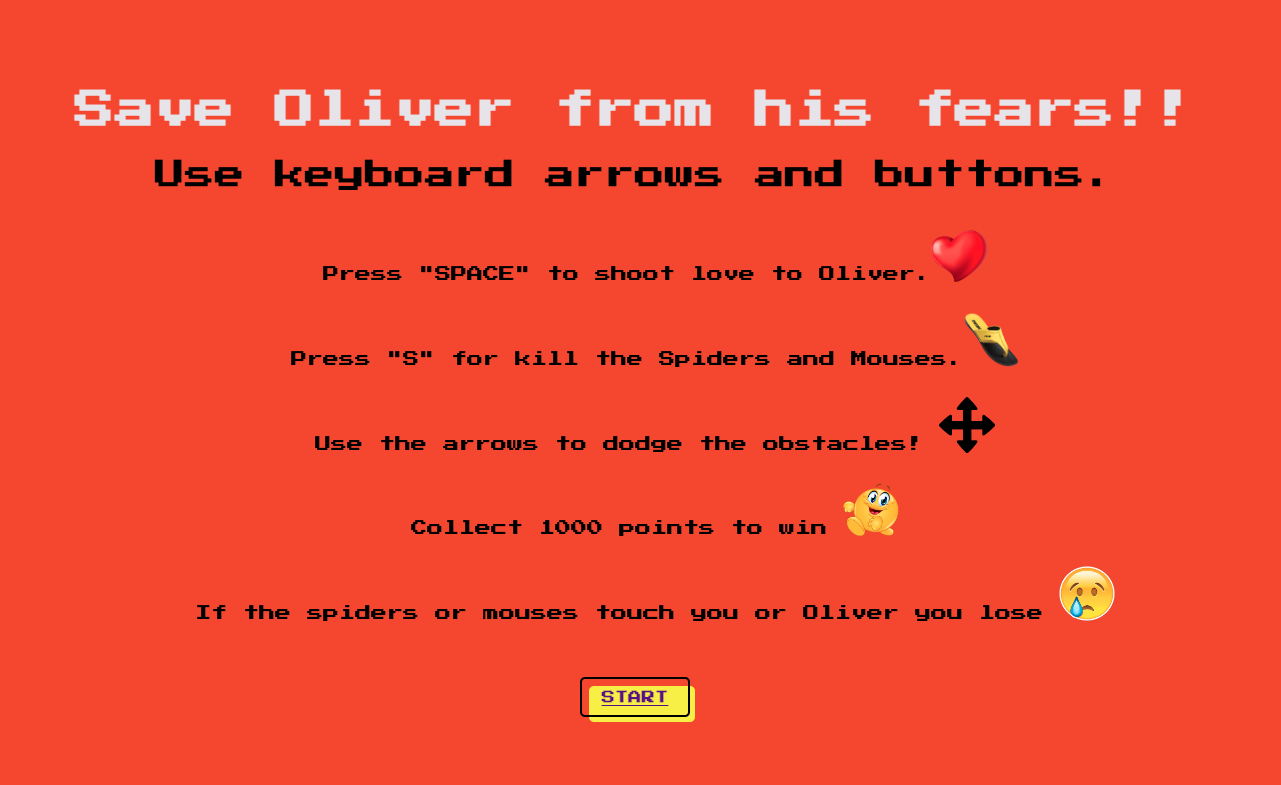 Save Oliver from his fears!!
Use keyboard arrows and buttons.
Press "SPACE" to shoot love to Oliver.
Press "S" for kill the Spiders and Mouses.
Use the arrows to dodge the obstacles!
Collect 1000 points to win
If the spiders or mouses touch you or Oliver you lose
START